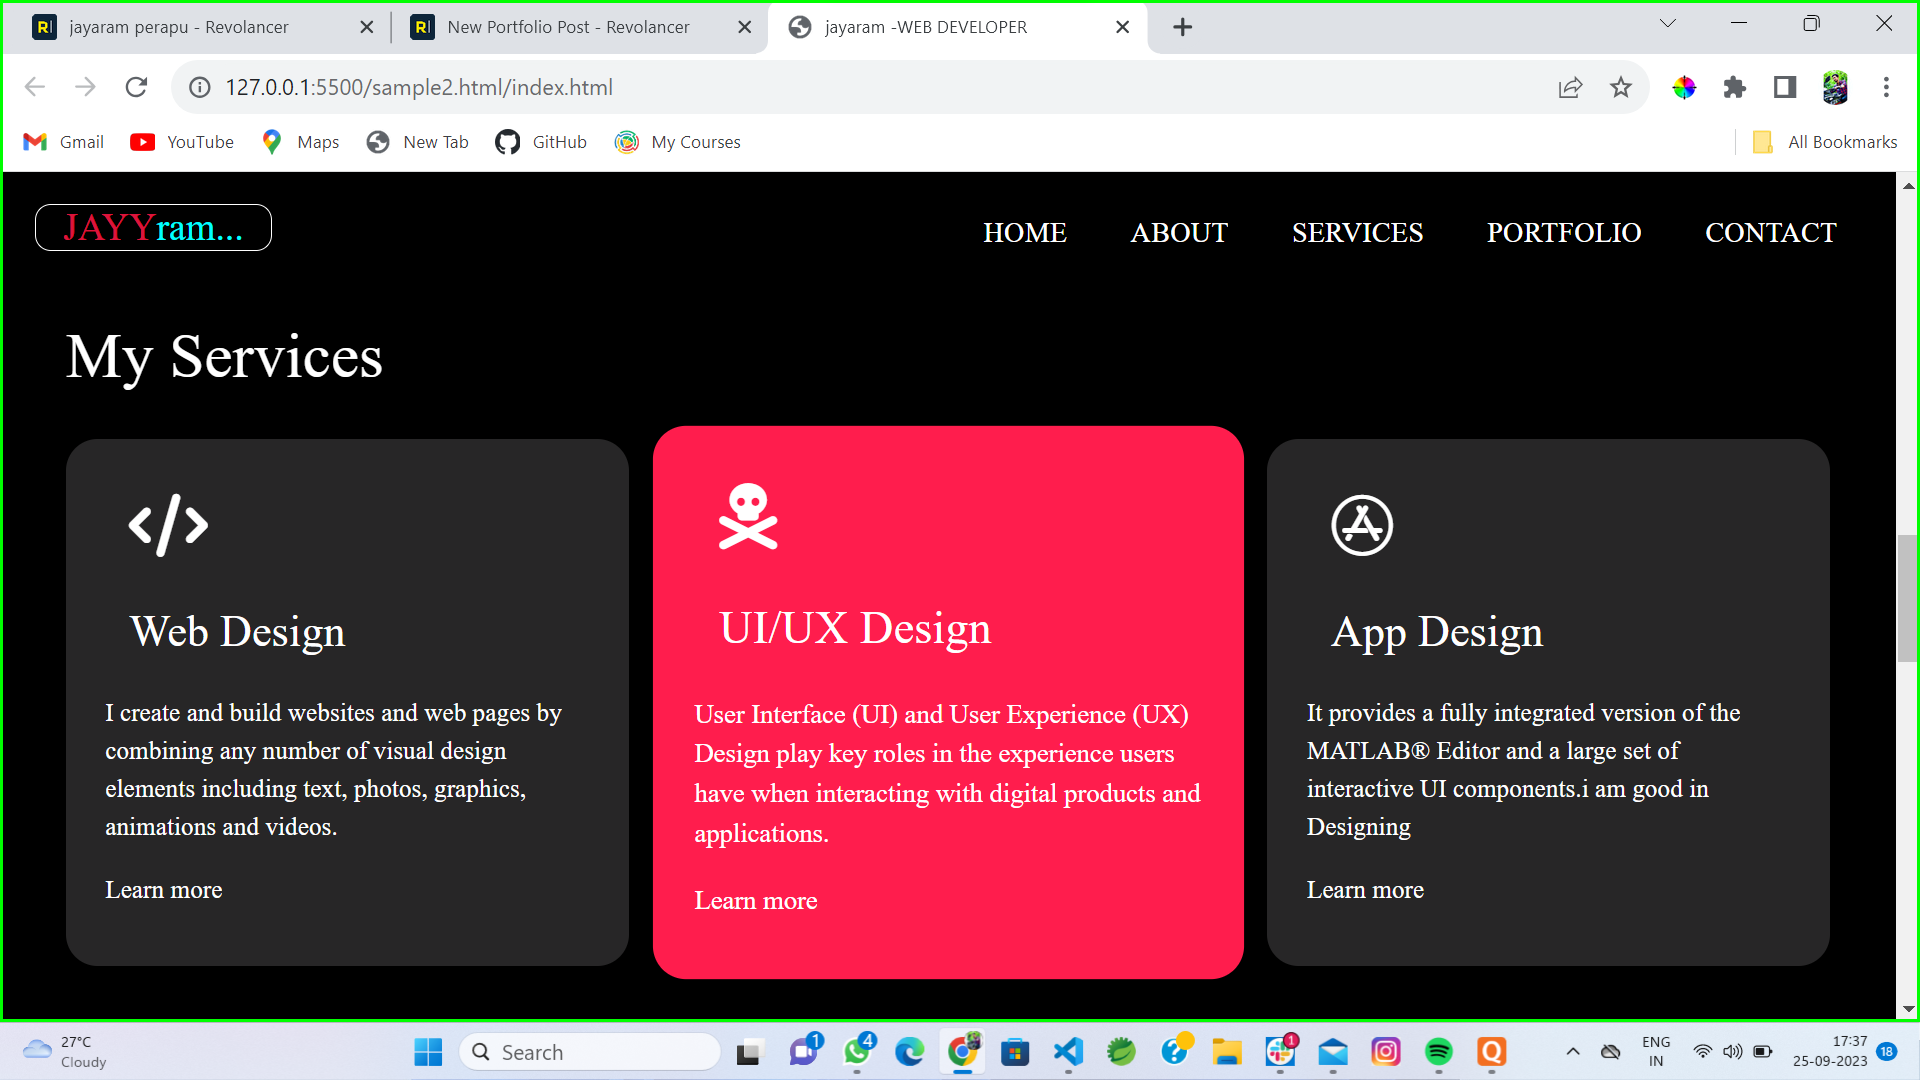 jayaram perapu - Revolancer
New Portfolio Post - Revolancer
jayaram -WEB DEVELOPER
127.0.0.1:5500/sample2.html/index.html
Gmail
YouTube
Maps
New Tab
GitHub
My Courses
All Bookmarks
JAYYram...
HOME
ABOUT
SERVICES
PORTFOLIO
CONTACT
My Services
Web Design
I create and build websites and web pages by
combining any number of visual design
elements including text, photos, graphics,
animations and videos.
Learn more
UI/UX Design
User Interface (UI) and User Experience (UX)
Design play key roles in the experience users
have when interacting with digital products and
applications.
Learn more
App Design
It provides a fully integrated version of the
MATLAB® Editor and a large set of
interactive UI components.i am good in
Designing
Learn more
27°C
Cloudy
Search
1
4
1
ENG
IN
17:37
25-09-2023
18